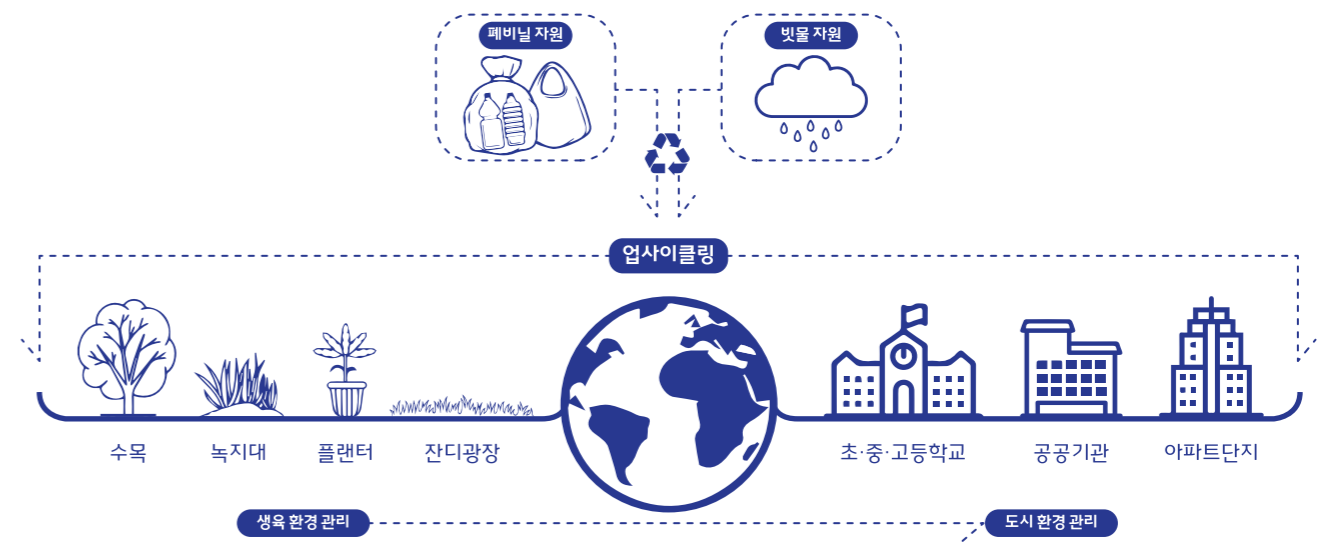 폐비닐 자원
빗물 자원
업사이클링
수목
녹지대
플랜터
잔디광장
초·중·고등학교
공공기관
아파트단지
생육 환경 관리
도시 환경 관리